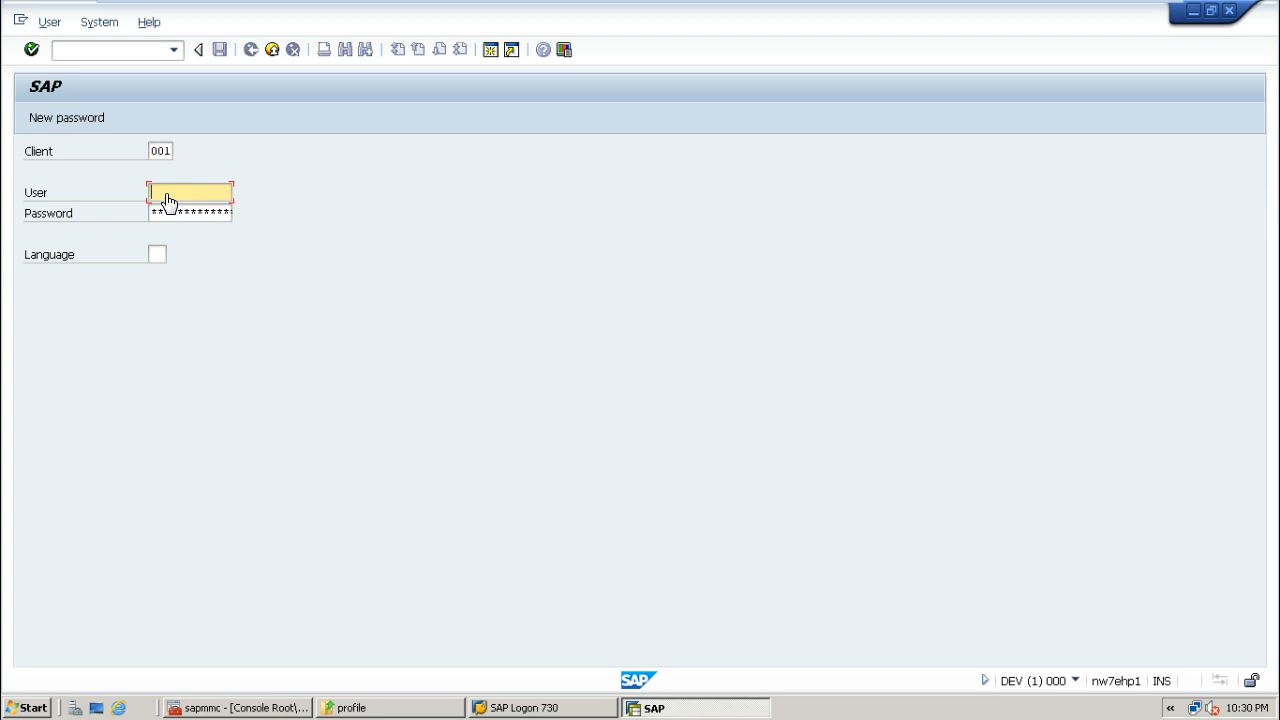 User System Help
SAP
New password
Client 001
User
Password ************
Language
SAP
DEV (1) 000 nw7ehp1 INS
Start sapmmc - [Console Root\... profile SAP Logon 730 SAP « 10:30 PM